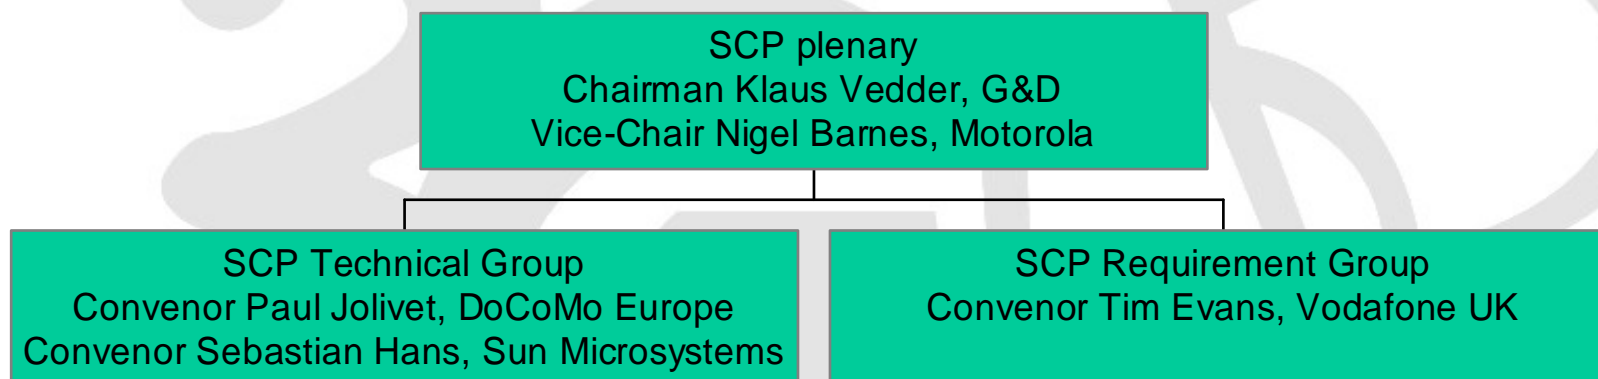 SCP plenary
Chairman Klaus Vedder, G&D
Vice-Chair Nigel Barnes, Motorola
SCP Technical Group
Convenor Paul Jolivet, DoCoMo Europe
Convenor Sebastian Hans, Sun Microsystems
SCP Requirement Group
Convenor Tim Evans, Vodafone UK